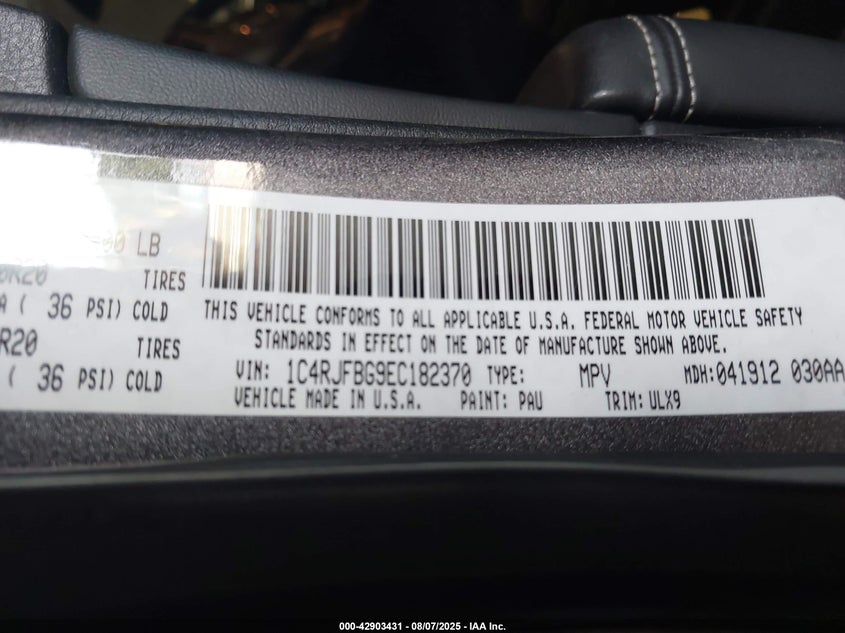 LB
TIRES
( 36 PSI) COLD
R20 TIRES
( 36 PSI) COLD
THIS VEHICLE CONFORMS TO ALL APPLICABLE U.S.A. FEDERAL MOTOR VEHICLE SAFETY
STANDARDS IN EFFECT ON THE DATE OF MANUFACTURE SHOWN ABOVE.
VIN: 1C4RJFBG9EC182370 TYPE: MPV MDH:041912 030AA
VEHICLE MADE IN U.S.A. PAINT: PAU TRIM: ULX9
000-42903431 - 08/07/2025 - IAA Inc.